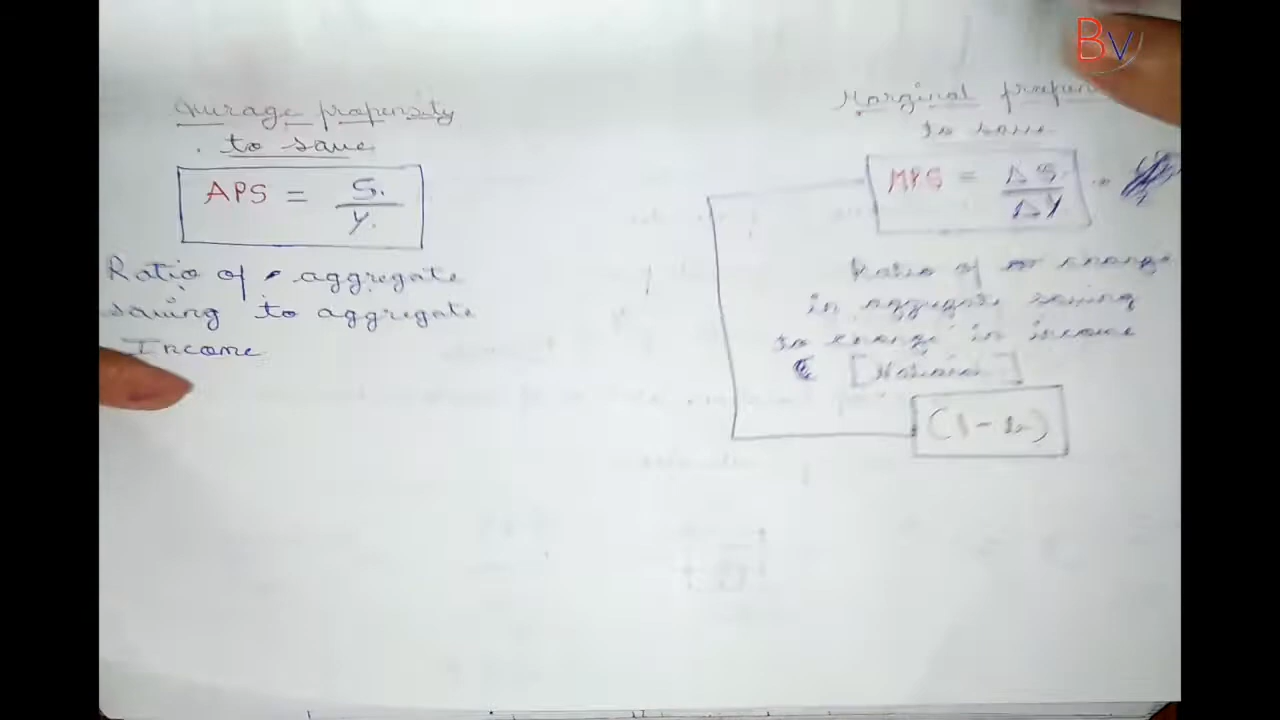 BV
Average propensity
to save
APS = S.
Y.
Ratio of aggregate
saving to aggregate
Income
Marginal
to save
MPS = ΔS.
ΔY.
Ratio of change
in aggregate saving
to change in income
(1 -